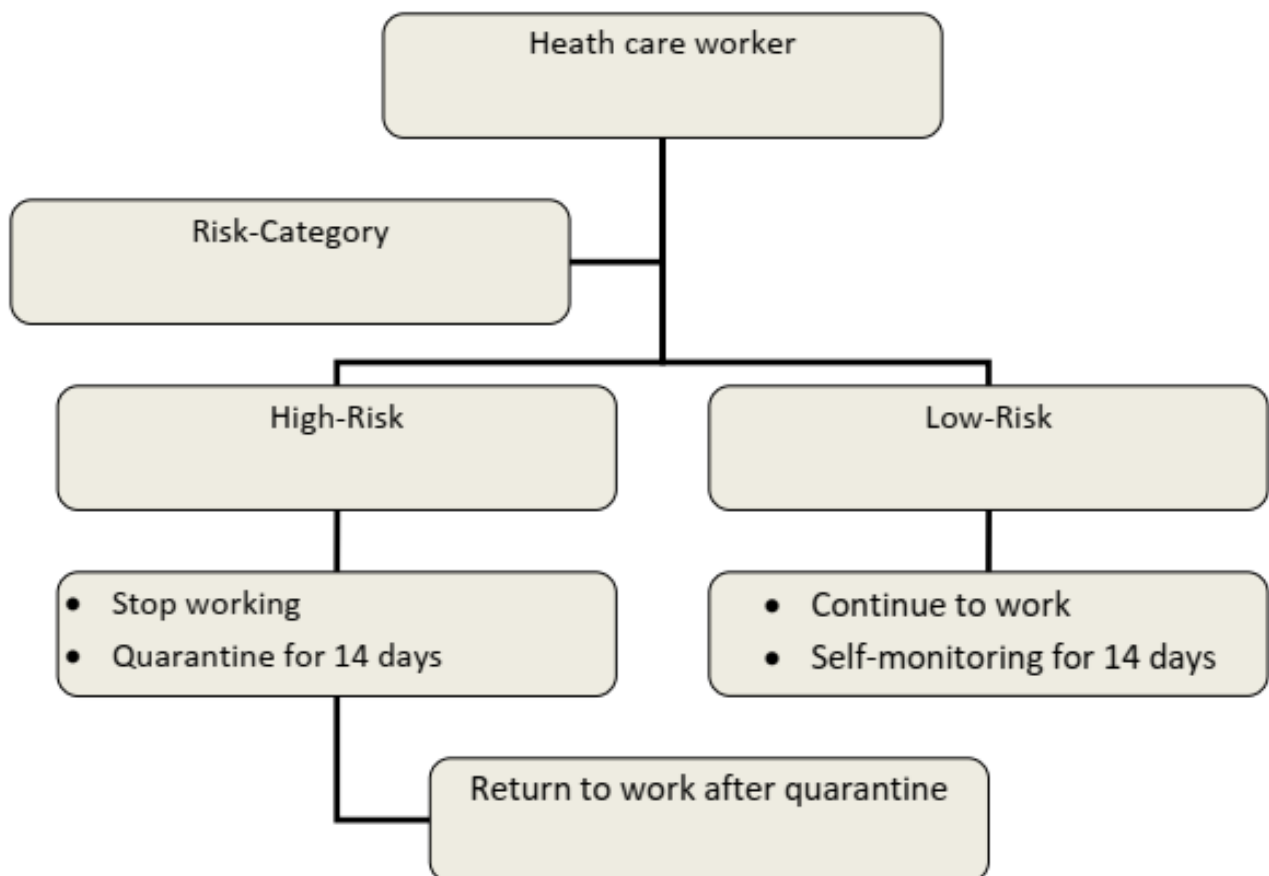 Heath care worker
Risk-Category
High-Risk
Low-Risk
• Stop working
• Quarantine for 14 days
• Continue to work
• Self-monitoring for 14 days
Return to work after quarantine